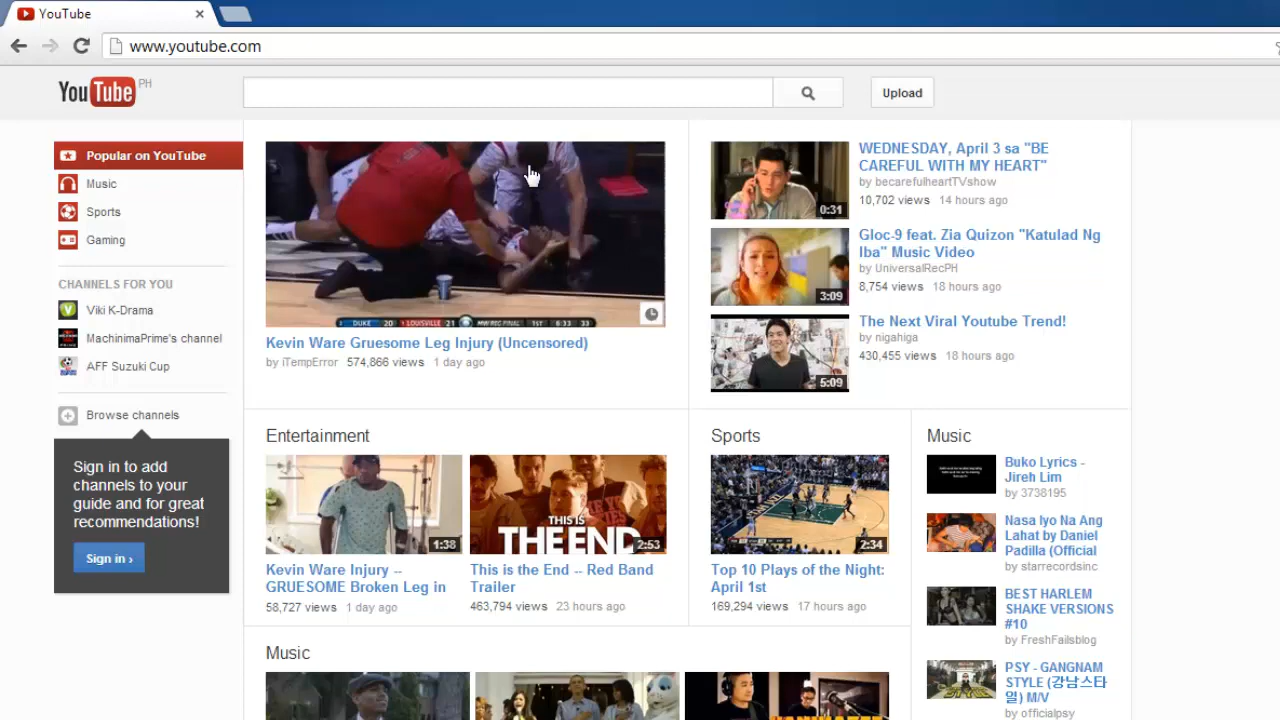 YouTube
www.youtube.com
YouTube PH
Upload
Popular on YouTube
Music
Sports
Gaming
CHANNELS FOR YOU
Viki K-Drama
MachinimaPrime's channel
AFF Suzuki Cup
Browse channels
Sign in to add
channels to your
guide and for great
recommendations!
Sign in ›
DUKE 20 1 LOUISVILLE 21 MW REG FINAL 1ST 6:33 33
Kevin Ware Gruesome Leg Injury (Uncensored)
by iTempError 574,866 views 1 day ago
0:31
WEDNESDAY, April 3 sa "BE
CAREFUL WITH MY HEART"
by becarefulheartTVshow
10,702 views 14 hours ago
3:09
Gloc-9 feat. Zia Quizon "Katulad Ng
Iba" Music Video
by UniversalRecPH
8,754 views 18 hours ago
5:09
The Next Viral Youtube Trend!
by nigahiga
430,455 views 18 hours ago
Entertainment
1:38
Kevin Ware Injury --
GRUESOME Broken Leg in
58,727 views 1 day ago
THIS IS
THE END
2:53
This is the End -- Red Band
Trailer
463,794 views 23 hours ago
Sports
2:34
Top 10 Plays of the Night:
April 1st
169,294 views 17 hours ago
Music
Buko Lyrics -
Jireh Lim
by 3738195
Nasa Iyo Na Ang
Lahat by Daniel
Padilla (Official
by starrecordsinc
BEST HARLEM
SHAKE VERSIONS
#10
by FreshFailsblog
PSY - GANGNAM
STYLE (강남스타
일) M/V
by officialpsy
Music